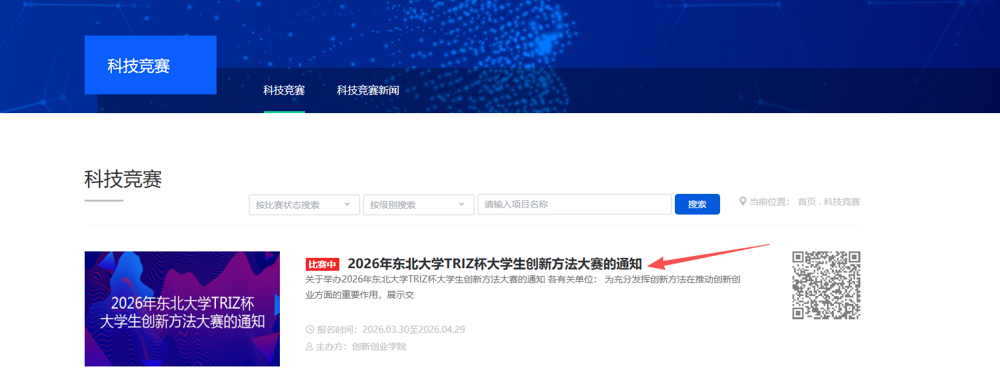 科技竞赛
科技竞赛
科技竞赛新闻
科技竞赛
按比赛状态搜索
按级别搜索
请输入项目名称
搜索
当前位置： 首页 . 科技竞赛
2026年东北大学TRIZ杯
大学生创新方法大赛的通知
比赛中 2026年东北大学TRIZ杯大学生创新方法大赛的通知
关于举办2026年东北大学TRIZ杯大学生创新方法大赛的通知 各有关单位： 为充分发挥创新方法在推动创新创
业方面的重要作用，展示交
报名时间：2026.03.30至2026.04.29
主办方：创新创业学院